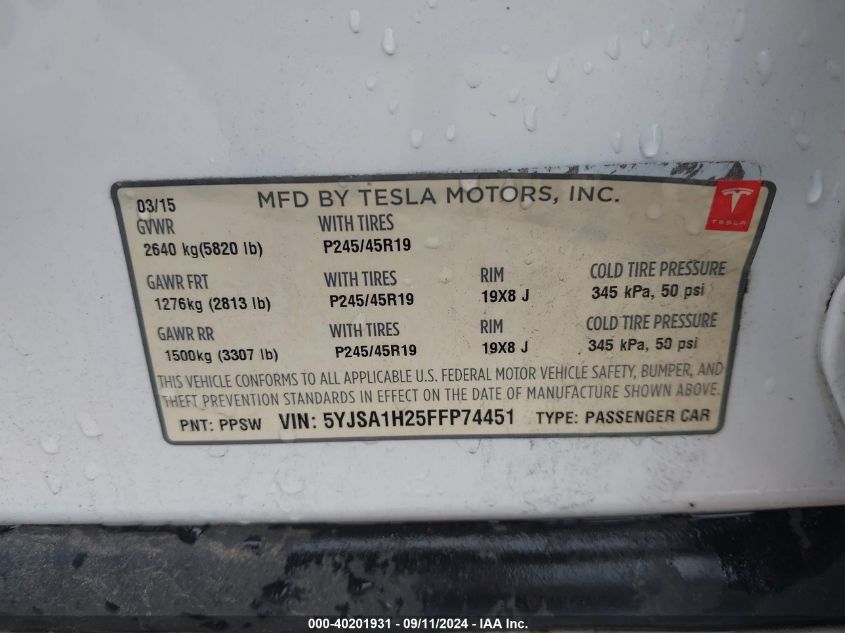 03/15 MFD BY TESLA MOTORS, INC.
TESLA
GVWR WITH TIRES
2640 kg(5820 lb) P245/45R19
GAWR FRT WITH TIRES RIM COLD TIRE PRESSURE
1276kg (2813 lb) P245/45R19 19X8 J 345 kPa, 50 psi
GAWR RR WITH TIRES RIM COLD TIRE PRESSURE
1500kg (3307 lb) P245/45R19 19X8 J 345 kPa, 50 psi
THIS VEHICLE CONFORMS TO ALL APPLICABLE U.S. FEDERAL MOTOR VEHICLE SAFETY, BUMPER, AND
THEFT PREVENTION STANDARDS IN EFFECT ON THE DATE OF MANUFACTURE SHOWN ABOVE.
PNT: PPSW VIN: 5YJSA1H25FFP74451 TYPE: PASSENGER CAR
000-40201931 - 09/11/2024 - IAA Inc.